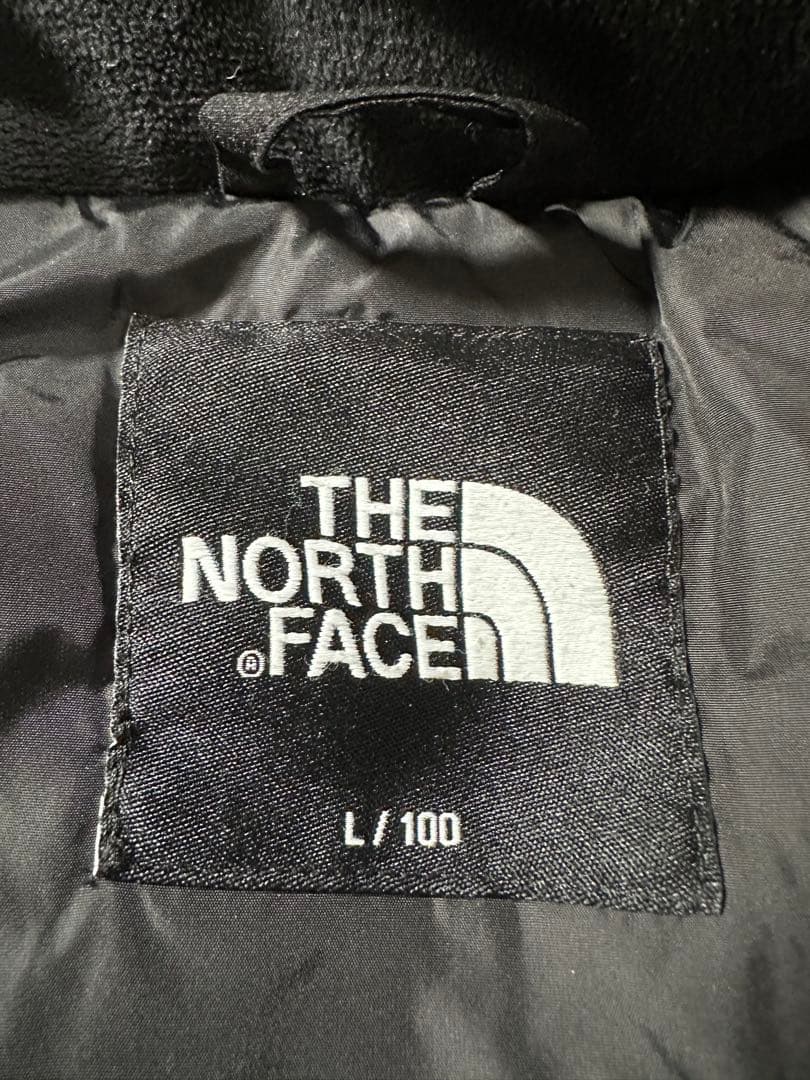 THE
NORTH
® FACE
L / 100